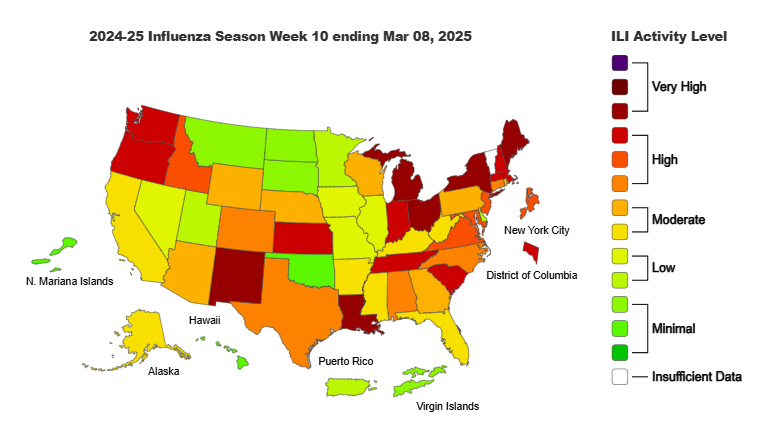 2024-25 Influenza Season Week 10 ending Mar 08, 2025
ILI Activity Level
Very High
High
Moderate
New York City
Low
District of Columbia
N. Mariana Islands
Hawaii
Minimal
Puerto Rico
Alaska
Insufficient Data
Virgin Islands